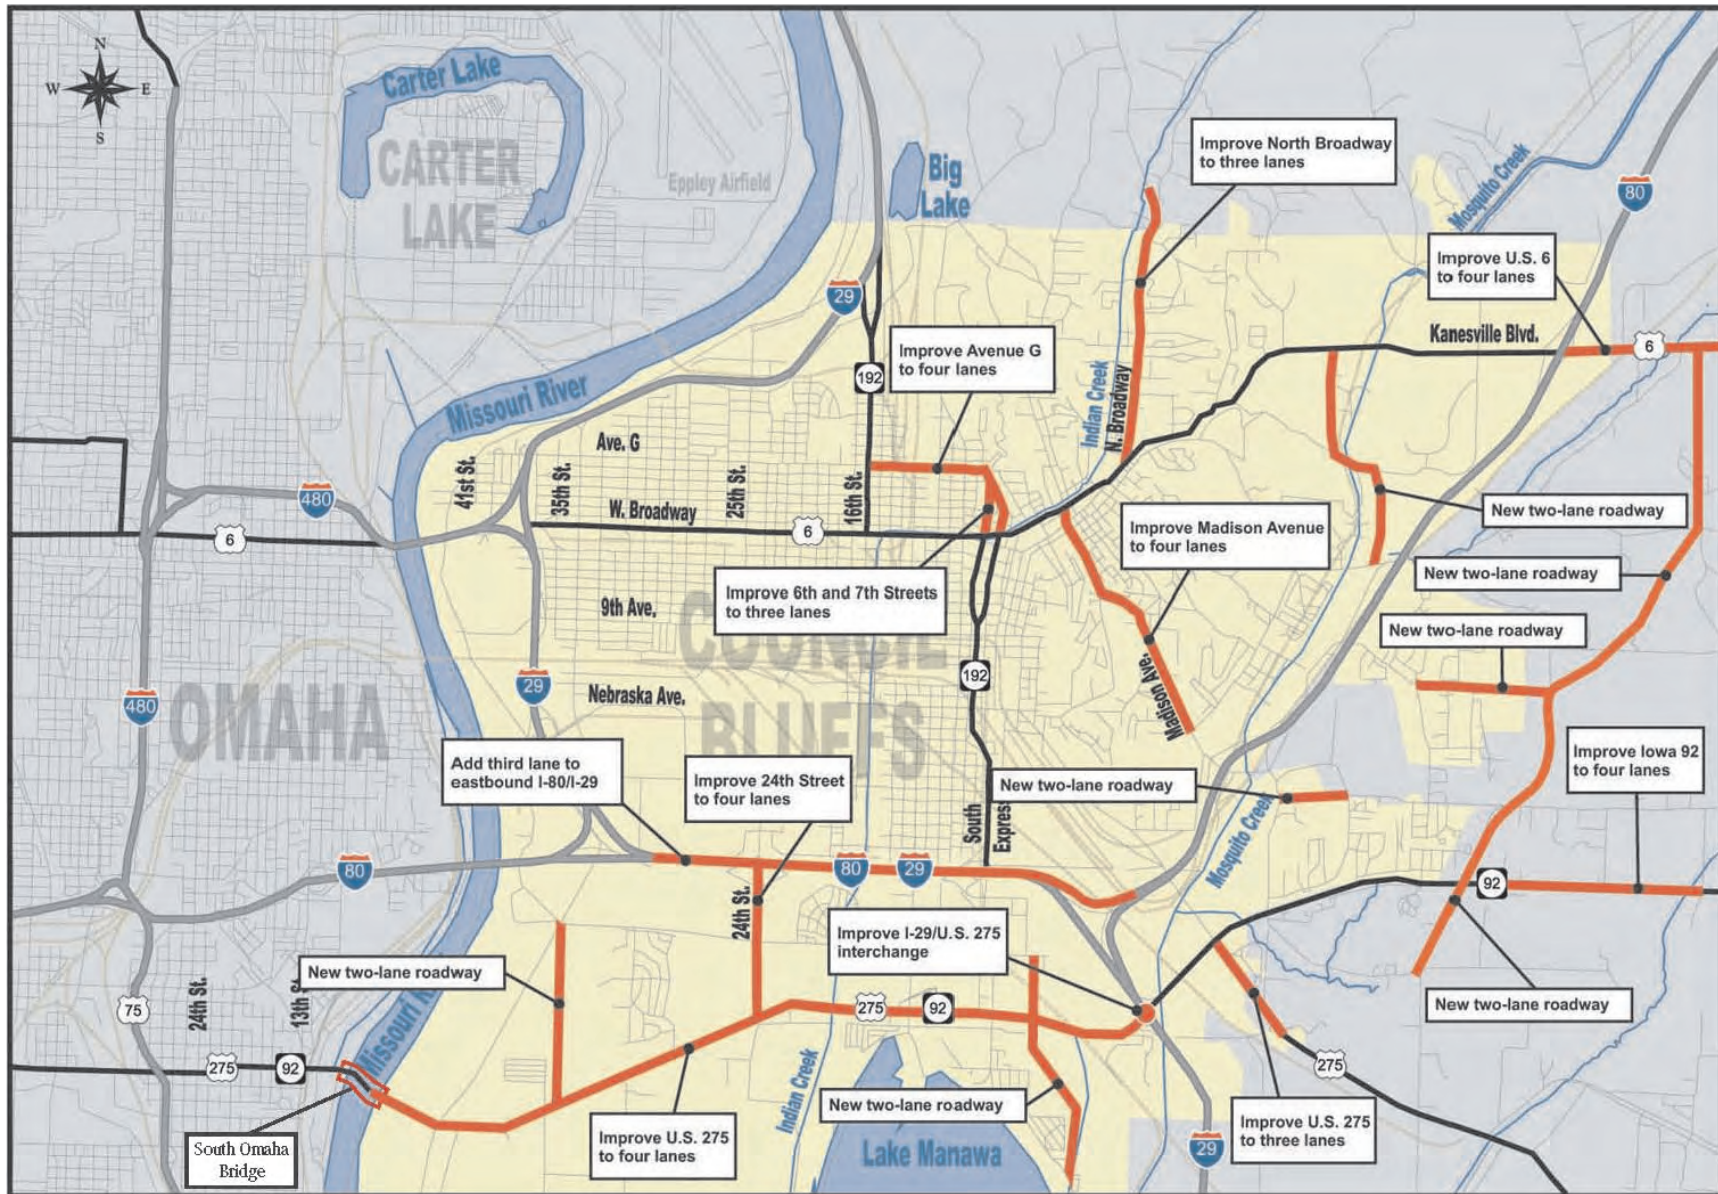 N
W
E
S
Carter Lake
CARTER
LAKE
Eppley Airfield
Big
Lake
Improve North Broadway
to three lanes
Mosquito Creek
80
Improve U.S. 6
to four lanes
29
Kanesville Blvd.
6
Improve Avenue G
to four lanes
192
Missouri River
Indian Creek
N. Broadway
Ave. G
41st St.
35th St.
25th St.
16th St.
480
W. Broadway
6
6
Improve Madison Avenue
to four lanes
New two-lane roadway
New two-lane roadway
Improve 6th and 7th Streets
to three lanes
9th Ave.
COUNCIL
BLUFFS
New two-lane roadway
192
Madison Ave.
29
Nebraska Ave.
480
OMAHA
Add third lane to
eastbound I-80/I-29
Improve 24th Street
to four lanes
New two-lane roadway
Improve Iowa 92
to four lanes
South
Express
Mosquito Creek
80
80
29
92
24th St.
Improve I-29/U.S. 275
interchange
New two-lane roadway
New two-lane roadway
24th St.
13th St.
75
Missouri
275
92
275
92
275
Indian Creek
New two-lane roadway
Improve U.S. 275
to four lanes
Improve U.S. 275
to three lanes
South Omaha
Bridge
Lake Manawa
29